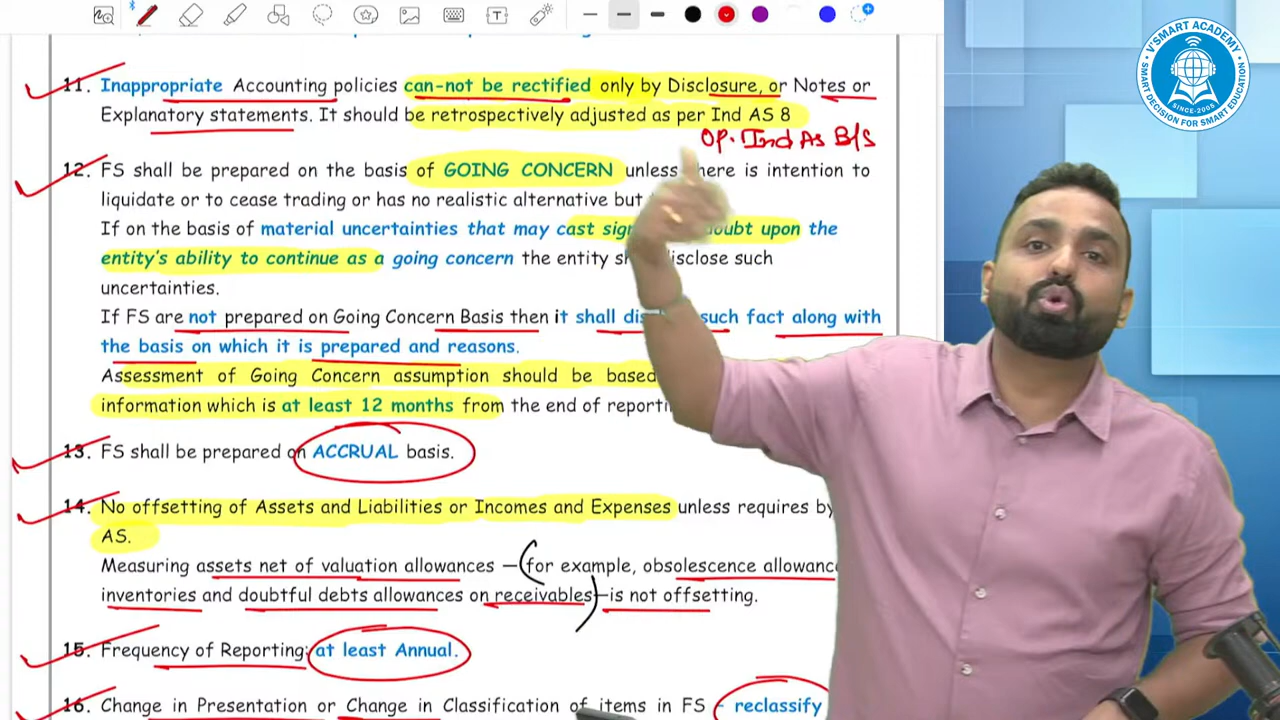 11. Inappropriate Accounting policies can-not be rectified only by Disclosure, or Notes or
Explanatory statements. It should be retrospectively adjusted as per Ind AS 8
Op. Ind As B/S
12. FS shall be prepared on the basis of GOING CONCERN unless there is intention to
liquidate or to cease trading or has no realistic alternative but
If on the basis of material uncertainties that may cast doubt upon the
entity's ability to continue as a going concern the entity disclose such
uncertainties.
If FS are not prepared on Going Concern Basis then it shall such fact along with
the basis on which it is prepared and reasons.
Assessment of Going Concern assumption should be based
information which is at least 12 months from the end of
13. FS shall be prepared on ACCRUAL basis.
14. No offsetting of Assets and Liabilities or Incomes and Expenses unless requires by
AS.
Measuring assets net of valuation allowances – (for example, obsolescence
inventories and doubtful debts allowances on receivables)– is not offsetting.
15. Frequency of Reporting: at least Annual.
16. Change in Presentation or Change in Classification of items in FS - reclassify
V'SMART ACADEMY
SINCE-2005
SMART DECISION FOR SMART EDUCATION